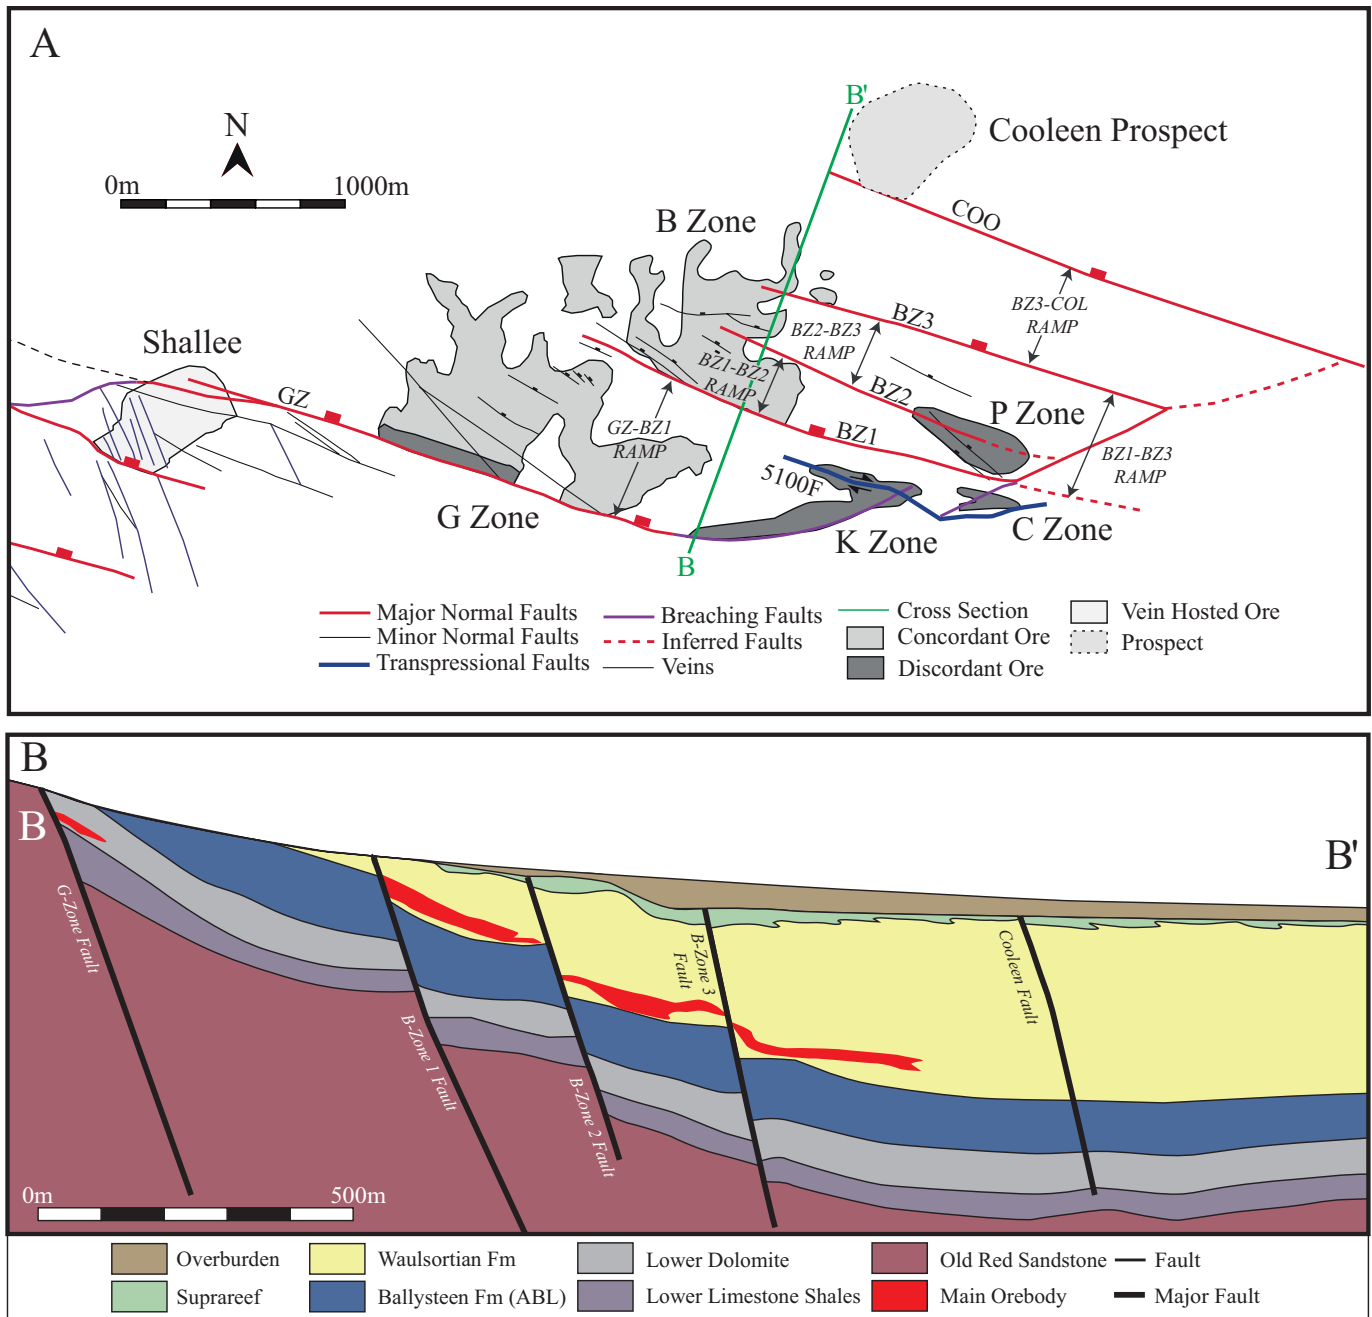 A
N
0m 1000m
B'
Cooleen Prospect
COO
B Zone
BZ3
BZ3-COL
RAMP
BZ2-BZ3
RAMP
Shallee
BZ1-BZ2
RAMP
GZ
BZ2
P Zone
GZ-BZ1
RAMP
BZ1
BZ1-BZ3
RAMP
5100F
G Zone
K Zone
C Zone
B
Major Normal Faults
Minor Normal Faults
Transpressional Faults
Breaching Faults
Inferred Faults
Veins
Cross Section
Concordant Ore
Discordant Ore
Vein Hosted Ore
Prospect
B
B
B'
G-Zone Fault
B-Zone 1 Fault
B-Zone 2 Fault
B-Zone 3
Fault
Cooleen Fault
0m 500m
Overburden
Suprareef
Waulsortian Fm
Ballysteen Fm (ABL)
Lower Dolomite
Lower Limestone Shales
Old Red Sandstone
Main Orebody
Fault
Major Fault